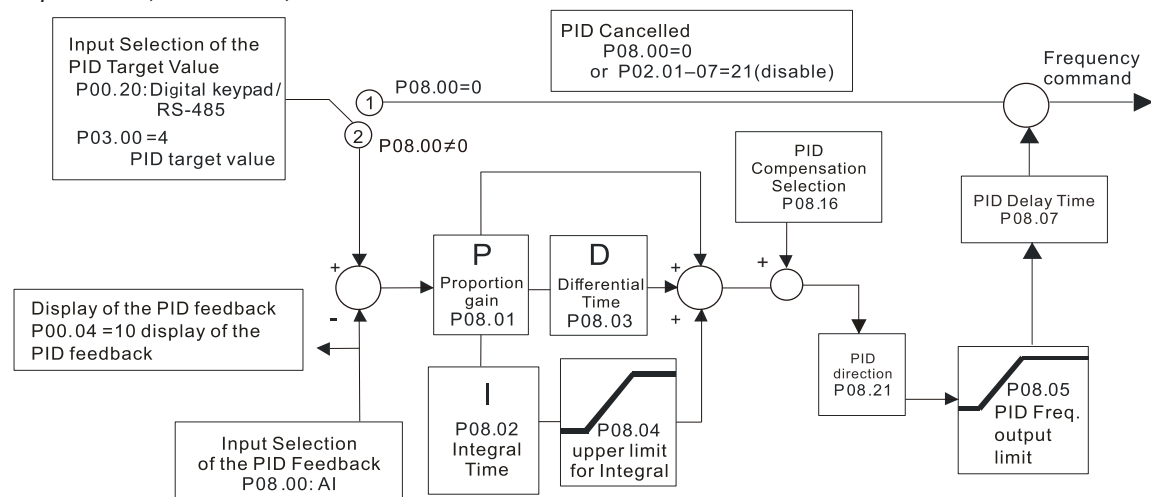 Input Selection of the
PID Target Value
P00.20:Digital keypad/
RS-485
P03.00=4
PID target value
PID Cancelled
P08.00=0
or P02.01–07=21(disable)
Frequency
command
1
P08.00=0
2
P08.00≠0
PID
Compensation
Selection
P08.16
PID Delay Time
P08.07
+
-
P
Proportion
gain
P08.01
D
Differential
Time
P08.03
+
+
+
Display of the PID feedback
P00.04 =10 display of the
PID feedback
PID
direction
P08.21
P08.05
PID Freq.
output
limit
I
P08.02
Integral
Time
P08.04
upper limit
for Integral
Input Selection
of the PID Feedback
P08.00: AI